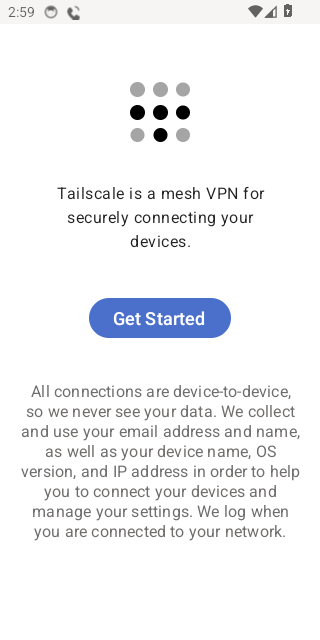 2:59
Tailscale is a mesh VPN for
securely connecting your
devices.
Get Started
All connections are device-to-device,
so we never see your data. We collect
and use your email address and name,
as well as your device name, OS
version, and IP address in order to help
you to connect your devices and
manage your settings. We log when
you are connected to your network.